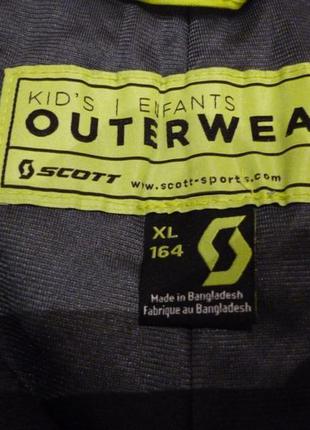 KID'S | ENFANTS
OUTERWEA
SCOTT www.scott-sports.com
XL
164
Made in Bangladesh
Fabrique au Bangladesh